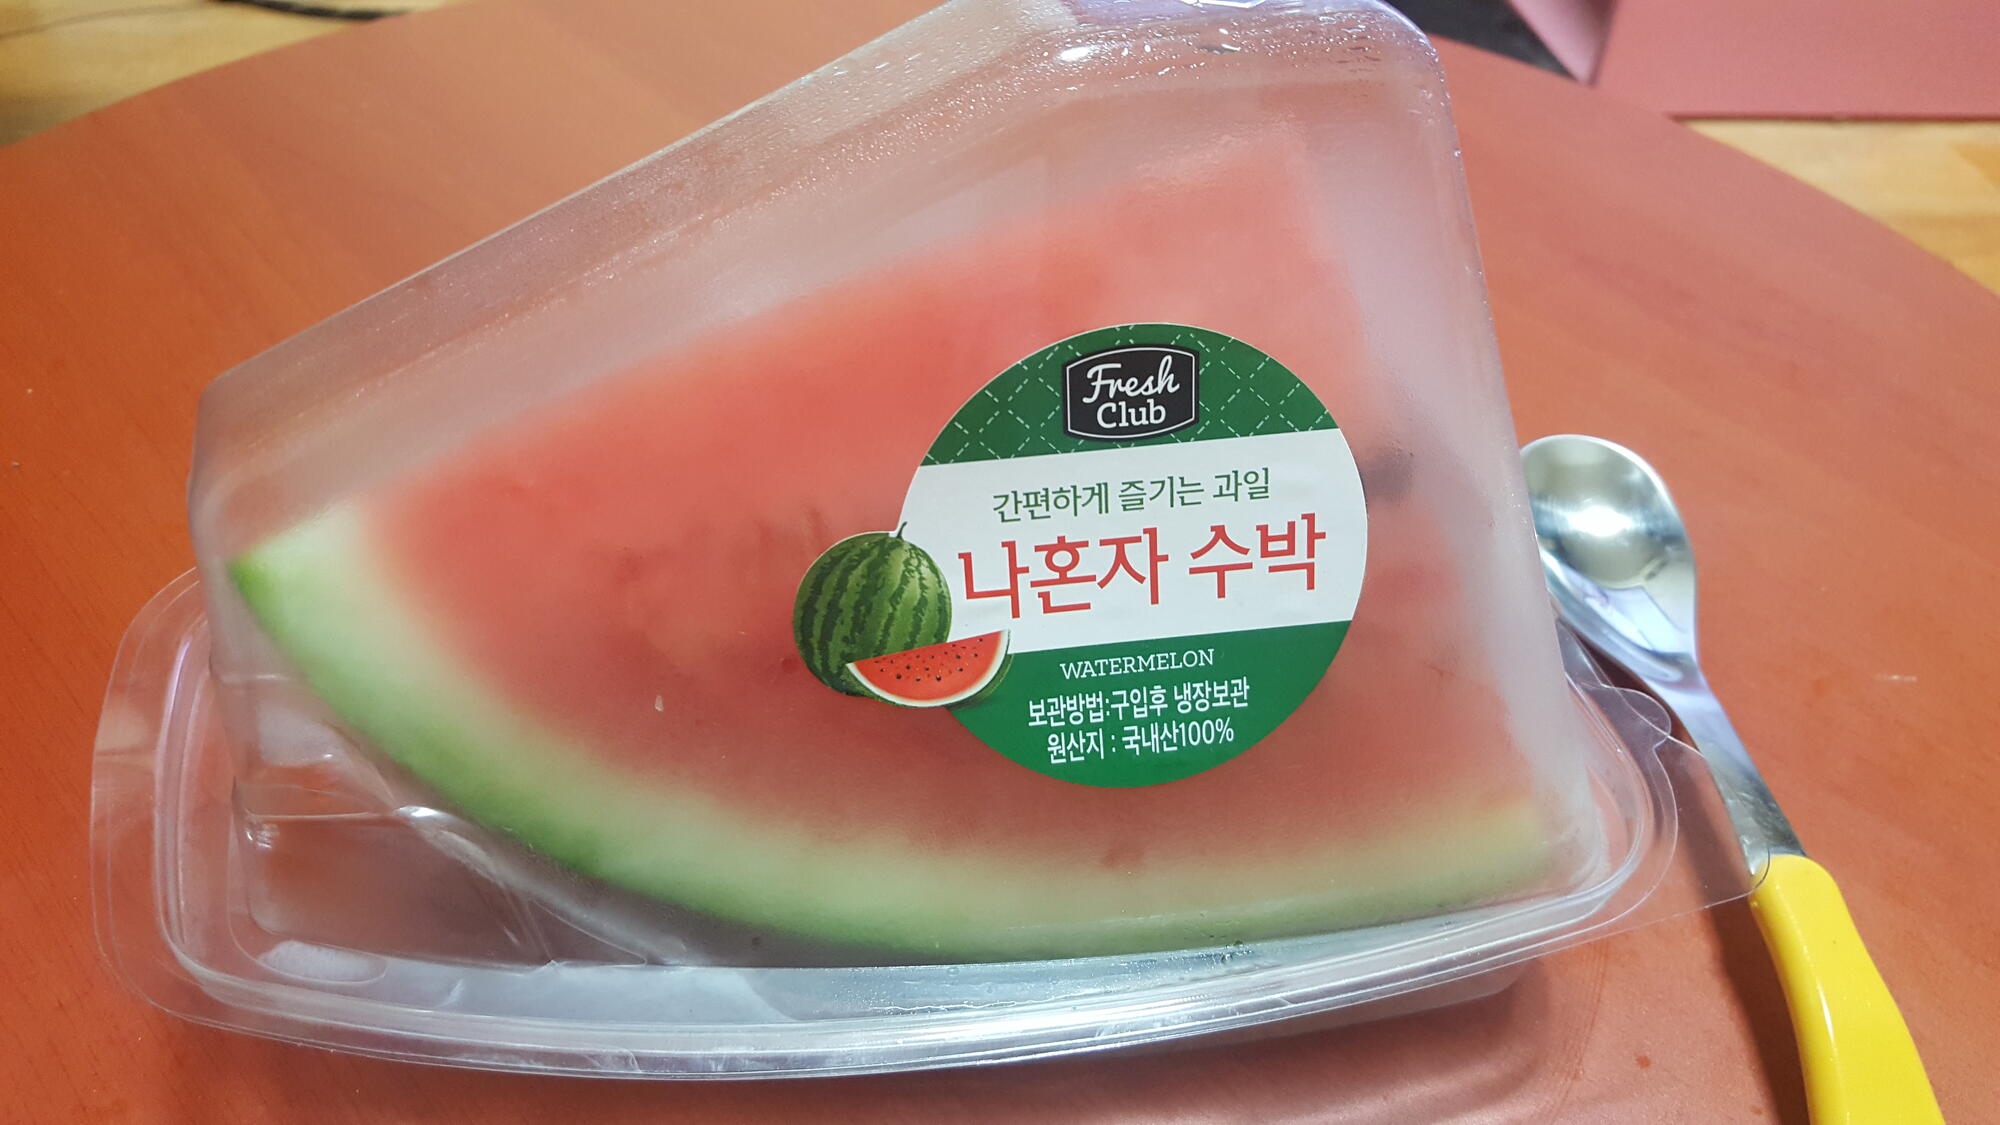 Fresh
Club
간편하게 즐기는 과일
나혼자 수박
WATERMELON
보관방법:구입후 냉장보관
원산지 : 국내산100%